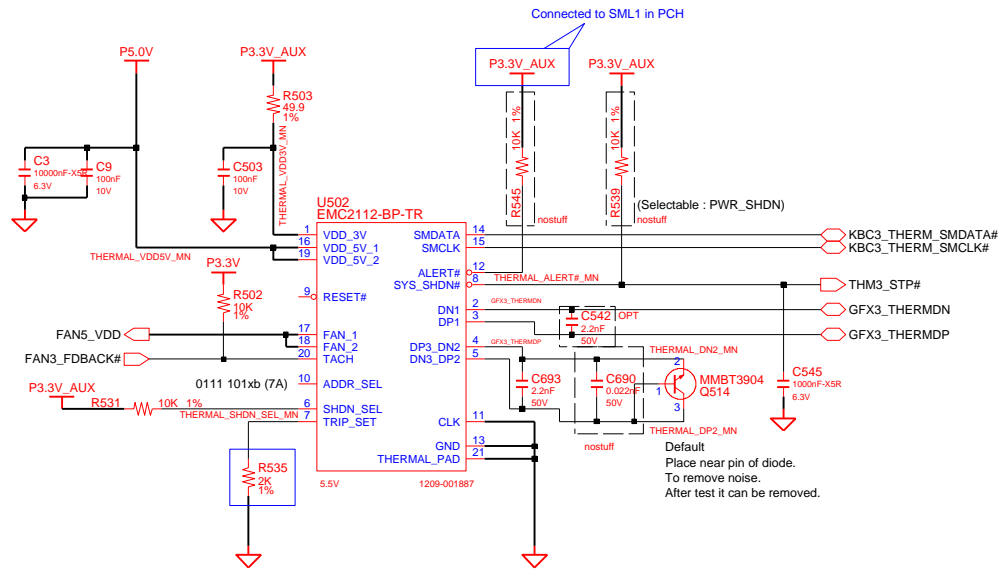 Connected to SML1 in PCH
P5.0V
P3.3V_AUX
P3.3V_AUX
P3.3V_AUX
R503
49.9
1%
10K 1%
10K 1%
THERMAL_VDD3V_MN
C3
10000nF-X5R
6.3V
C9
100nF
10V
C503
100nF
10V
R545
nostuff
R539
nostuff
(Selectable : PWR_SHDN)
U502
EMC2112-BP-TR
1
VDD_3V
16
VDD_5V_1
19
VDD_5V_2
THERMAL_VDD5V_MN
SMDATA
14
KBC3_THERM_SMDATA#
SMCLK
15
KBC3_THERM_SMCLK#
P3.3V
R502
10K
1%
ALERT#
12
THERMAL_ALERT#_MN
SYS_SHDN#
8
THM3_STP#
9
RESET#
DN1
2
GFX3_THERMDN
GFX3_THERMDN
DP1
3
GFX3_THERMDP
C542
OPT
2.2nF
50V
FAN5_VDD
17
FAN_1
18
FAN_2
FAN3_FDBACK#
20
TACH
DP3_DN2
4
GFX3_THERMDP
DN3_DP2
5
THERMAL_DN2_MN
2
MMBT3904
Q514
1
3
THERMAL_DP2_MN
C693
2.2nF
50V
C690
0.022nF
50V
nostuff
C545
1000nF-X5R
6.3V
0111 101xb (7A)
10
ADDR_SEL
P3.3V_AUX
R531
10K 1%
THERMAL_SHDN_SEL_MN
6
SHDN_SEL
7
TRIP_SET
CLK
11
GND
13
THERMAL_PAD
21
R535
2K
1%
5.5V
1209-001887
Default
Place near pin of diode.
To remove noise.
After test it can be removed.